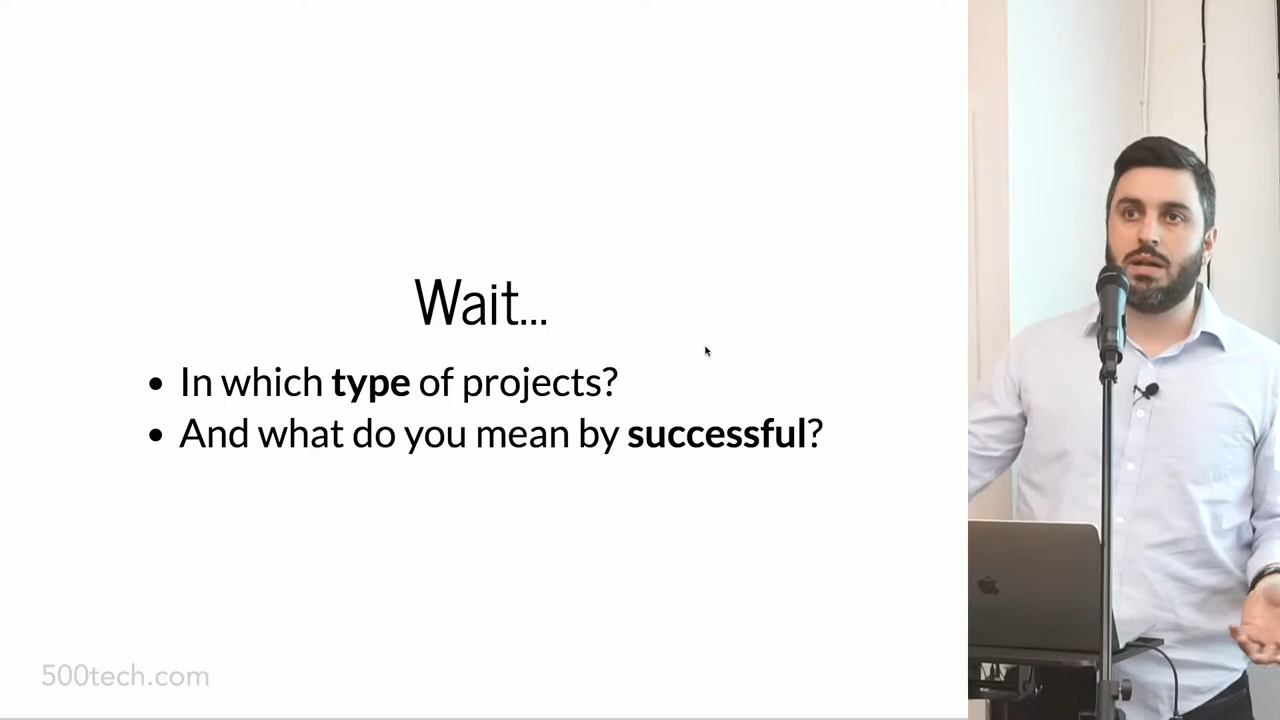 Wait...
In which type of projects?
And what do you mean by successful?
500tech.com